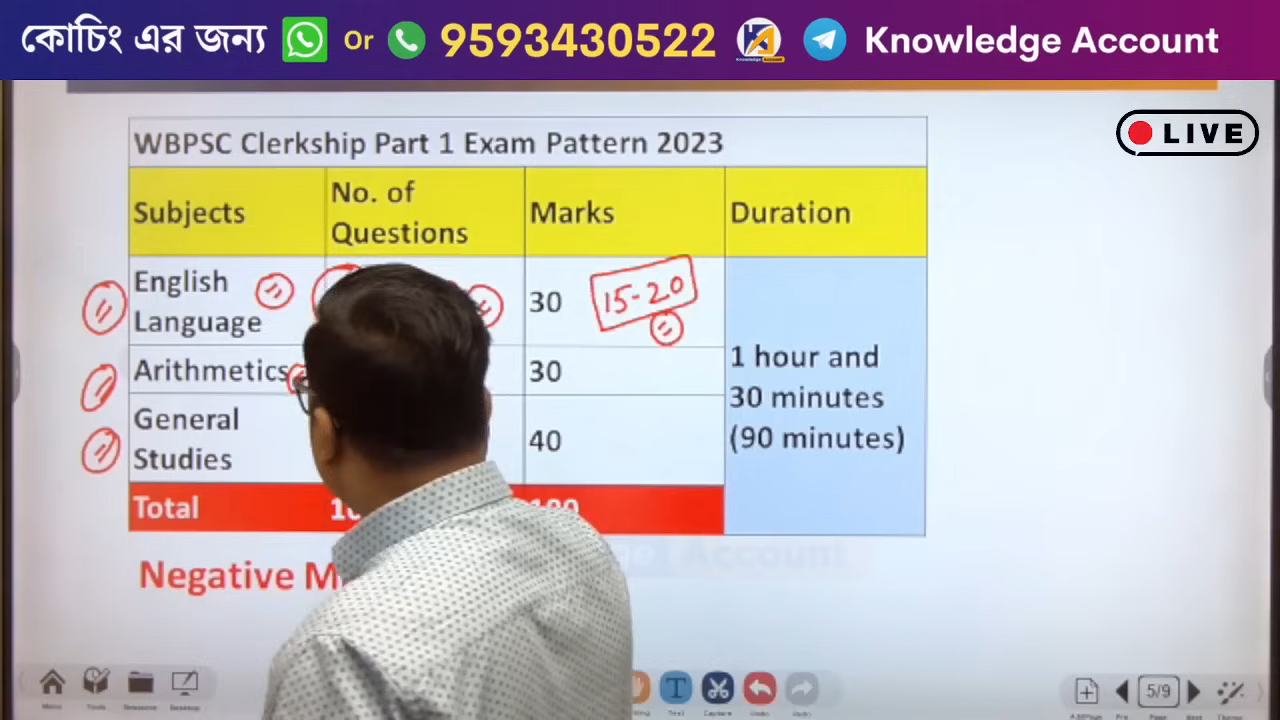 কোচিং এর জন্য Or 9593430522 Knowledge Account
LIVE
WBPSC Clerkship Part 1 Exam Pattern 2023
Subjects
No. of
Questions
Marks
Duration
English
Language
30
15-20
Arithmetics
30
General
Studies
40
1 hour and
30 minutes
(90 minutes)
Total
Negative
Account
5/9